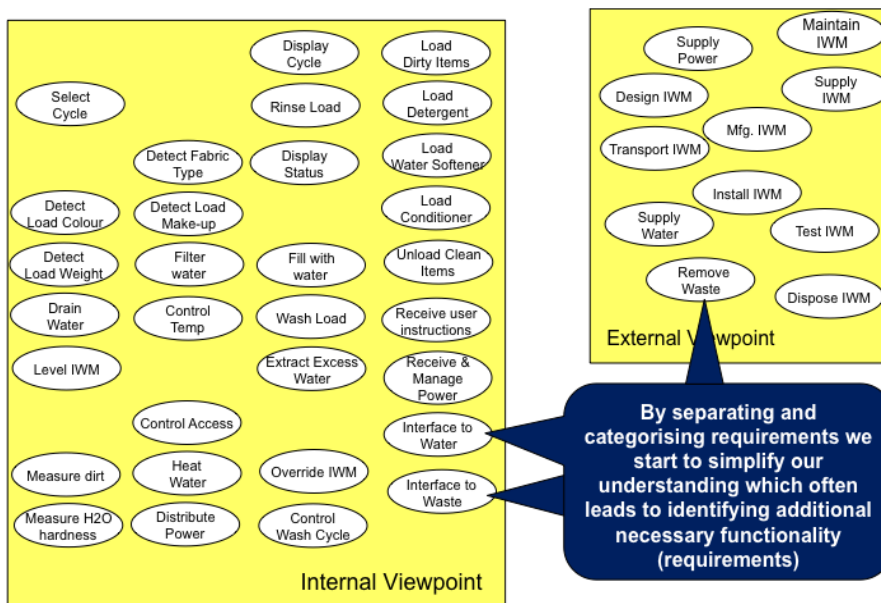 Display
Cycle
Load
Dirty Items
Select
Cycle
Rinse Load
Load
Detergent
Detect Fabric
Type
Display
Status
Load
Water Softener
Detect
Load Colour
Detect Load
Make-up
Load
Conditioner
Detect
Load Weight
Filter
water
Fill with
water
Unload Clean
Items
Drain
Water
Control
Temp
Wash Load
Receive user
instructions
Level IWM
Extract Excess
Water
Receive &
Manage
Power
Control Access
Interface to
Water
Measure dirt
Heat
Water
Override IWM
Interface to
Waste
Measure H2O
hardness
Distribute
Power
Control
Wash Cycle
Internal Viewpoint
Supply
Power
Maintain
IWM
Design IWM
Supply
IWM
Transport IWM
Mfg. IWM
Install IWM
Supply
Water
Test IWM
Remove
Waste
Dispose IWM
External Viewpoint
By separating and
categorising requirements we
start to simplify our
understanding which often
leads to identifying additional
necessary functionality
(requirements)